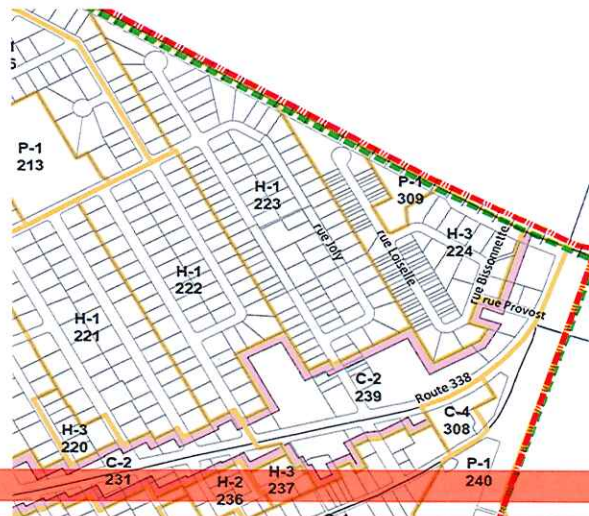 P-1
213
H-1
223
P-1
309
H-3
224
rue Joly
rue Loiselle
rue Bissonnette
rue Provost
H-1
222
H-1
221
C-2
239
Route 338
C-4
308
H-3
220
C-2
231
H-2
236
H-3
237
P-1
240